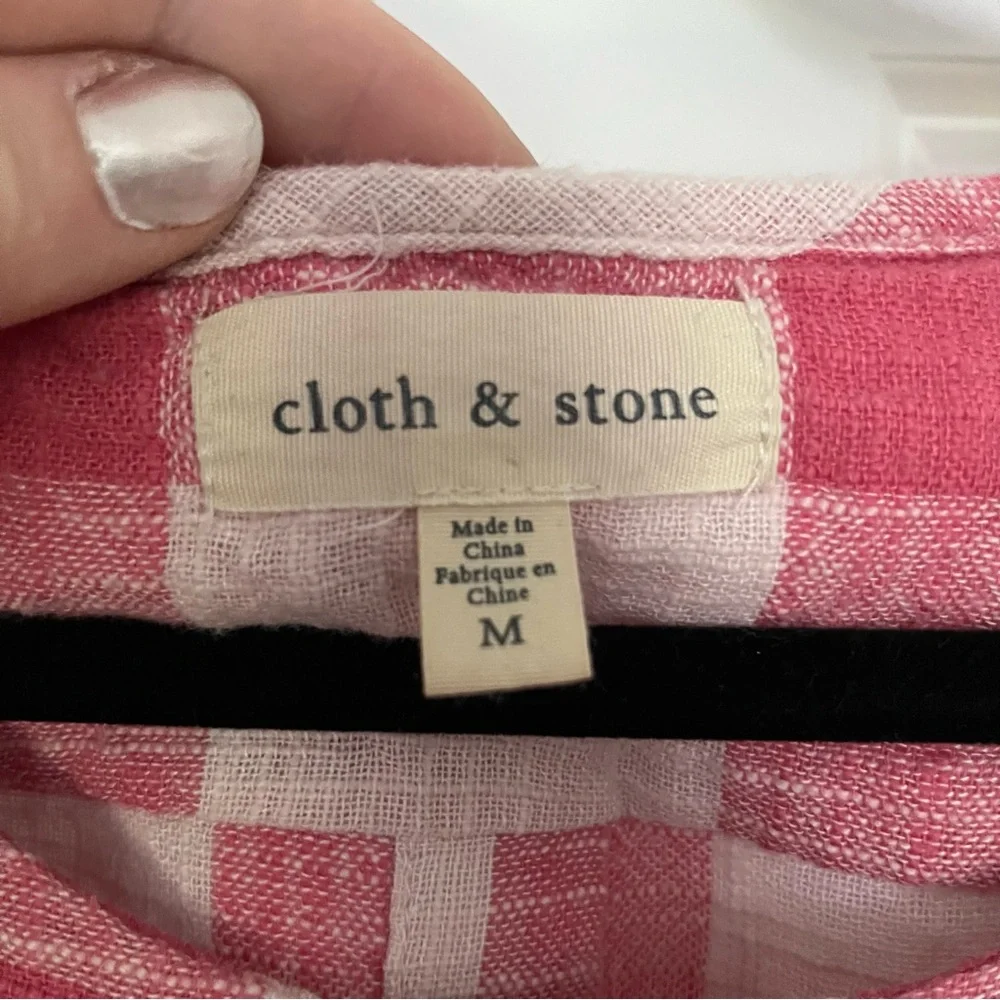 cloth & stone
Made in
China
Fabrique en
Chine
M